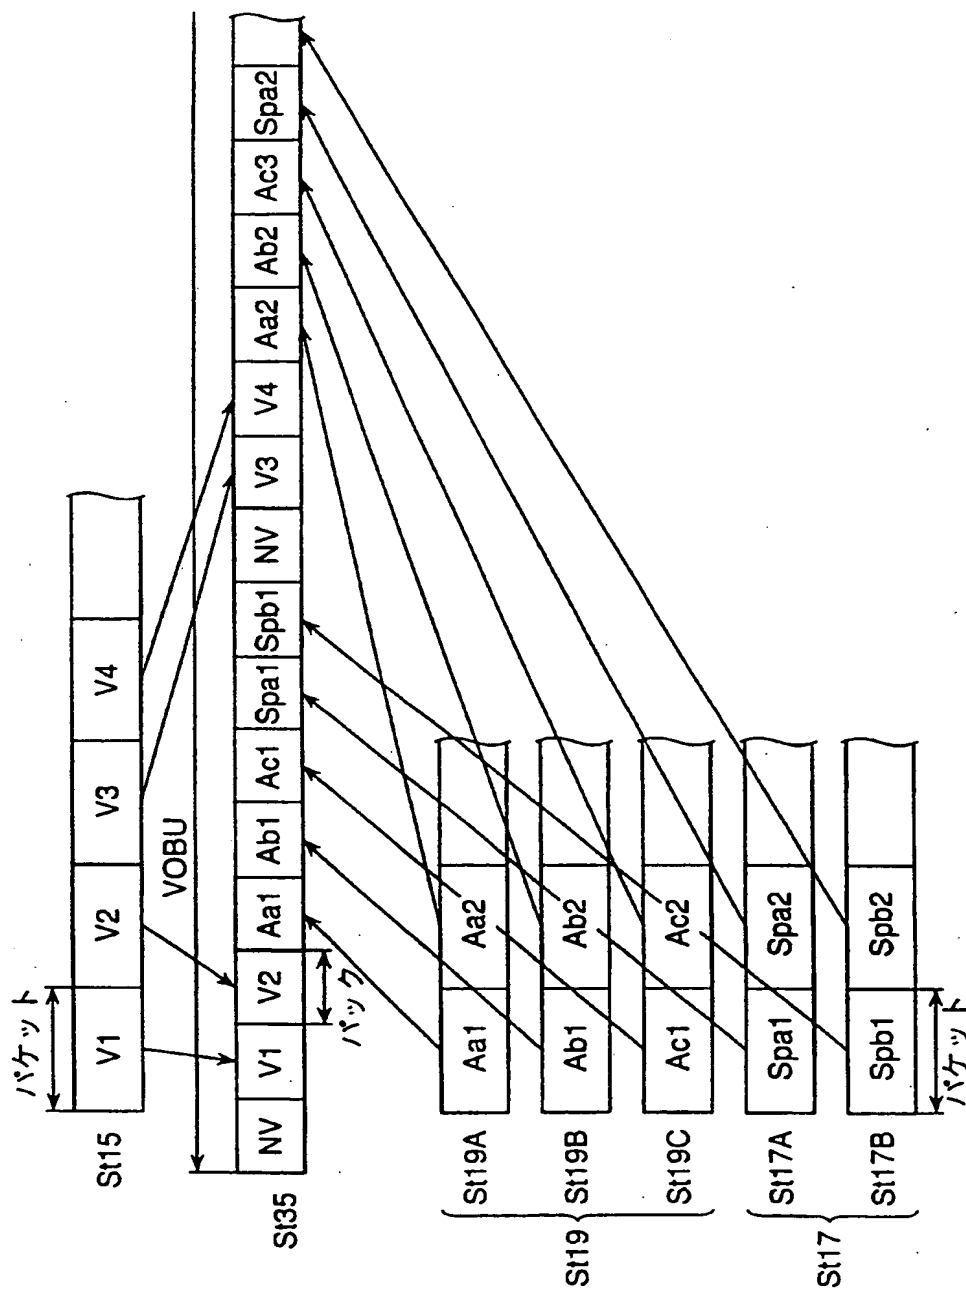 パケット
St15 V1 V2 V3 V4
VOBU
St35 NV V1 V2 Aa1 Ab1 Ac1 Spa1 Spb1 NV V3 V4 Aa2 Ab2 Ac3 Spa2
パック
St19
St19A Aa1 Aa2
St19B Ab1 Ab2
St19C Ac1 Ac2
St17
St17A Spa1 Spa2
St17B Spb1 Spb2
パケット